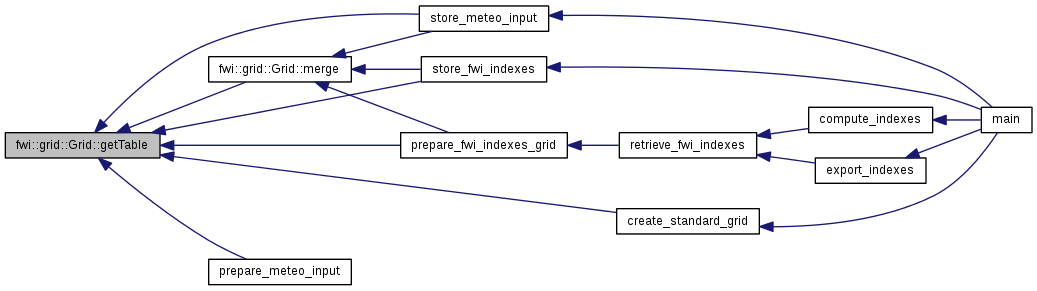 store_meteo_input
fwi::grid::Grid::merge
store_fwi_indexes
compute_indexes
main
fwi::grid::Grid::getTable
prepare_fwi_indexes_grid
retrieve_fwi_indexes
export_indexes
create_standard_grid
prepare_meteo_input